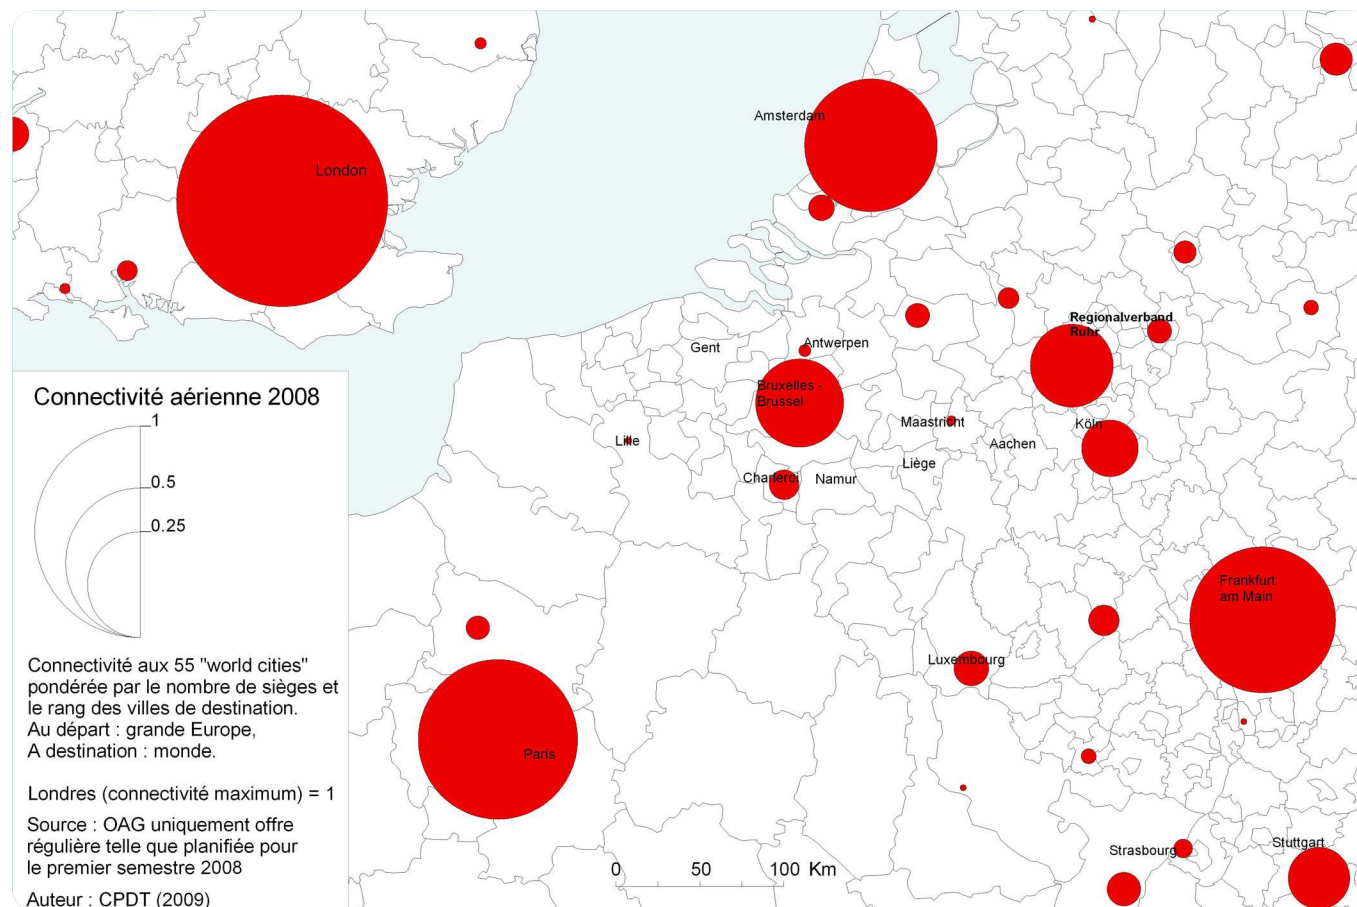 Amsterdam
London
Regionalverband
Ruhr
Gent
Antwerpen
Bruxelles -
Brussel
Maastricht
Köln
Lille
Aachen
Liège
Charleroi
Namur
Frankfurt
am Main
Luxembourg
Paris
Strasbourg
Stuttgart
Connectivité aérienne 2008
1
0.5
0.25
Connectivité aux 55 "world cities"
pondérée par le nombre de sièges et
le rang des villes de destination.
Au départ : grande Europe,
A destination : monde.
Londres (connectivité maximum) = 1
Source : OAG uniquement offre
régulière telle que planifiée pour
le premier semestre 2008
Auteur : CPDT (2009)
0 50 100 Km